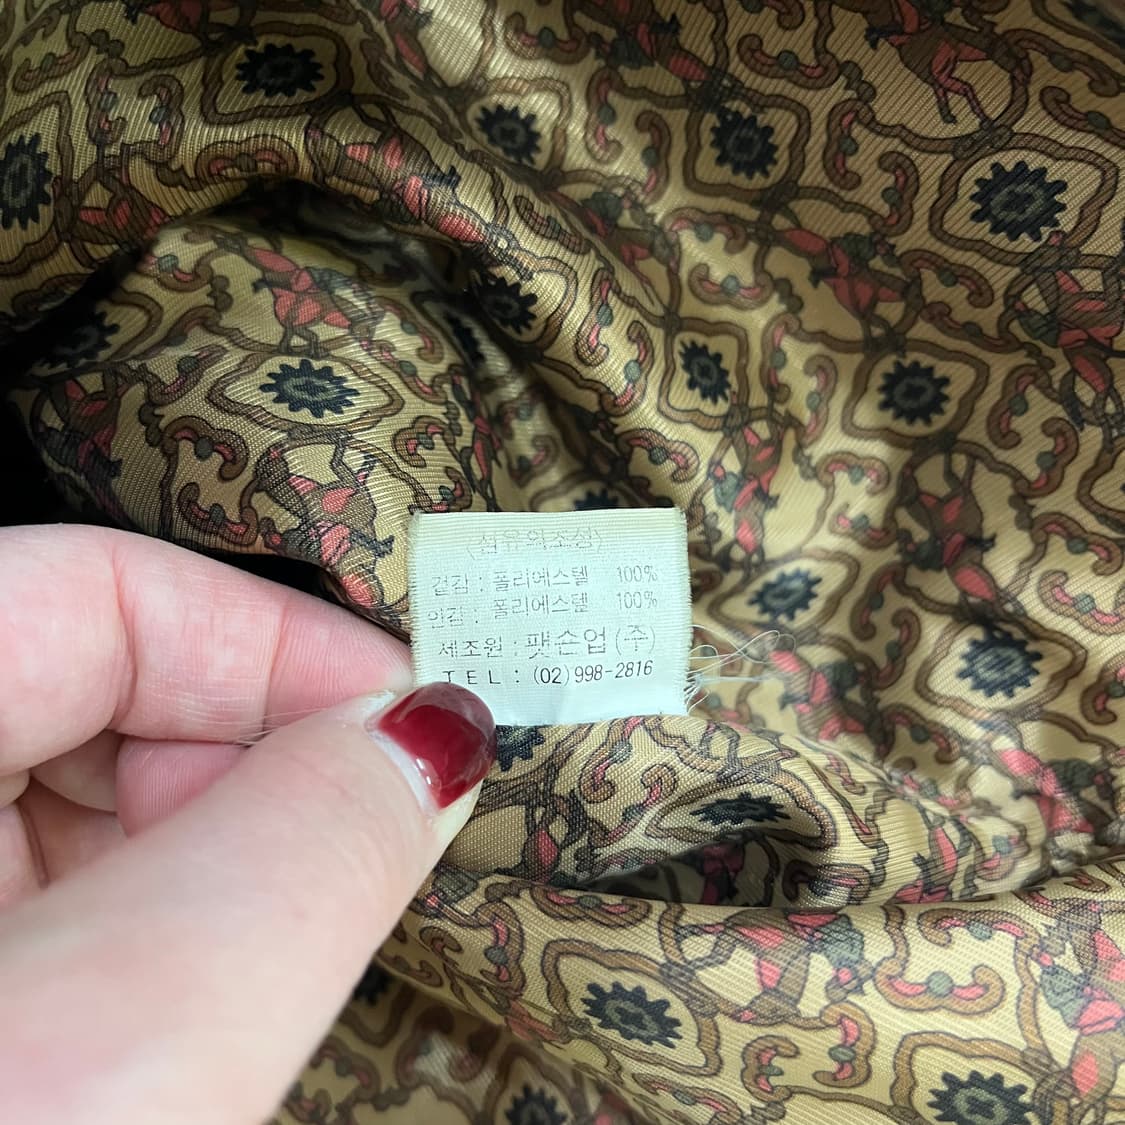 (섬유의조성)
겉감 : 폴리에스텔 100%
안감 : 폴리에스텔 100%
제조원 : 팻숀업(주)
TEL : (02)998-2816